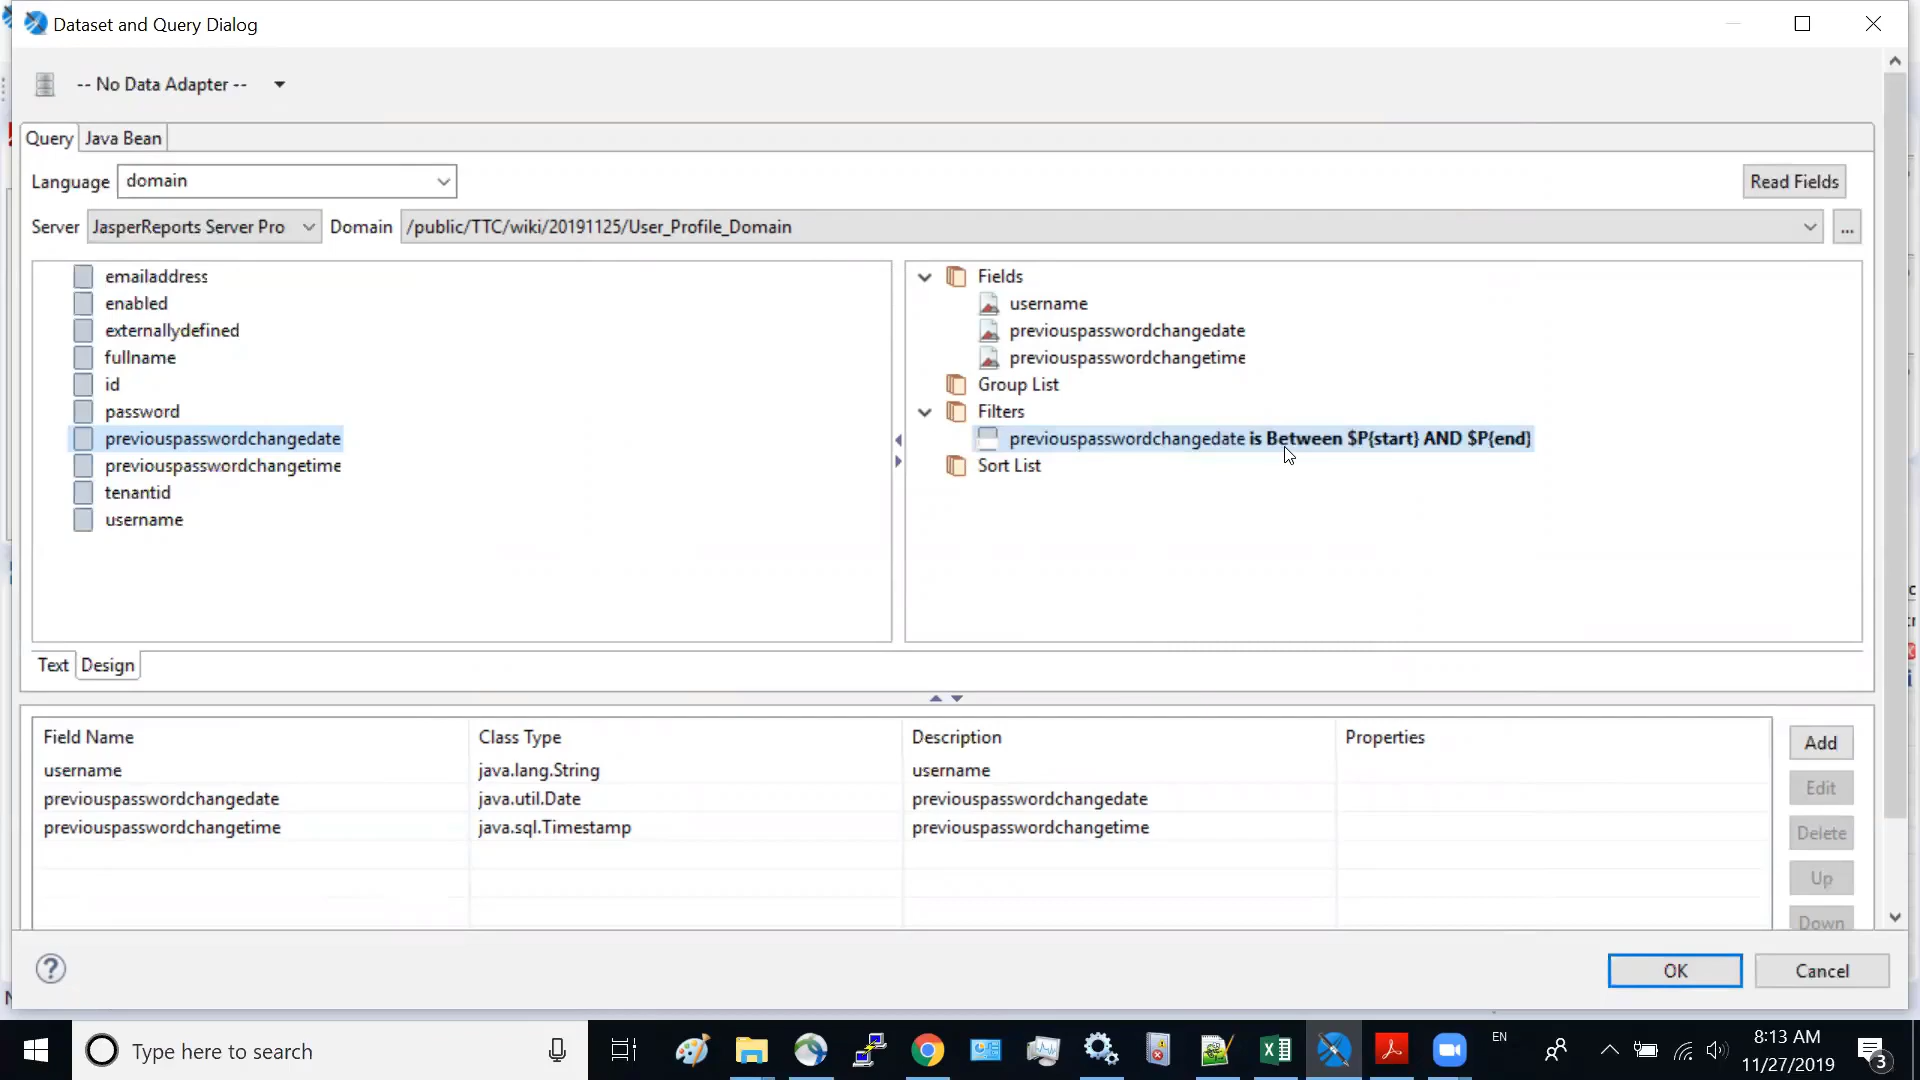 Dataset and Query Dialog
-- No Data Adapter --
Query Java Bean
Language domain Read Fields
Server JasperReports Server Pro Domain /public/TTC/wiki/20191125/User_Profile_Domain ...
emailaddress
enabled
externallydefined
fullname
id
password
previouspasswordchangedate
previouspasswordchangetime
tenantid
username
Fields
username
previouspasswordchangedate
previouspasswordchangetime
Group List
Filters
previouspasswordchangedate is Between $P{start} AND $P{end}
Sort List
Text Design
Field Name Class Type Description Properties
username java.lang.String username
previouspasswordchangedate java.util.Date previouspasswordchangedate
previouspasswordchangetime java.sql.Timestamp previouspasswordchangetime
Add
Edit
Delete
Up
Down
? OK Cancel
Type here to search
EN
8:13 AM
11/27/2019
3